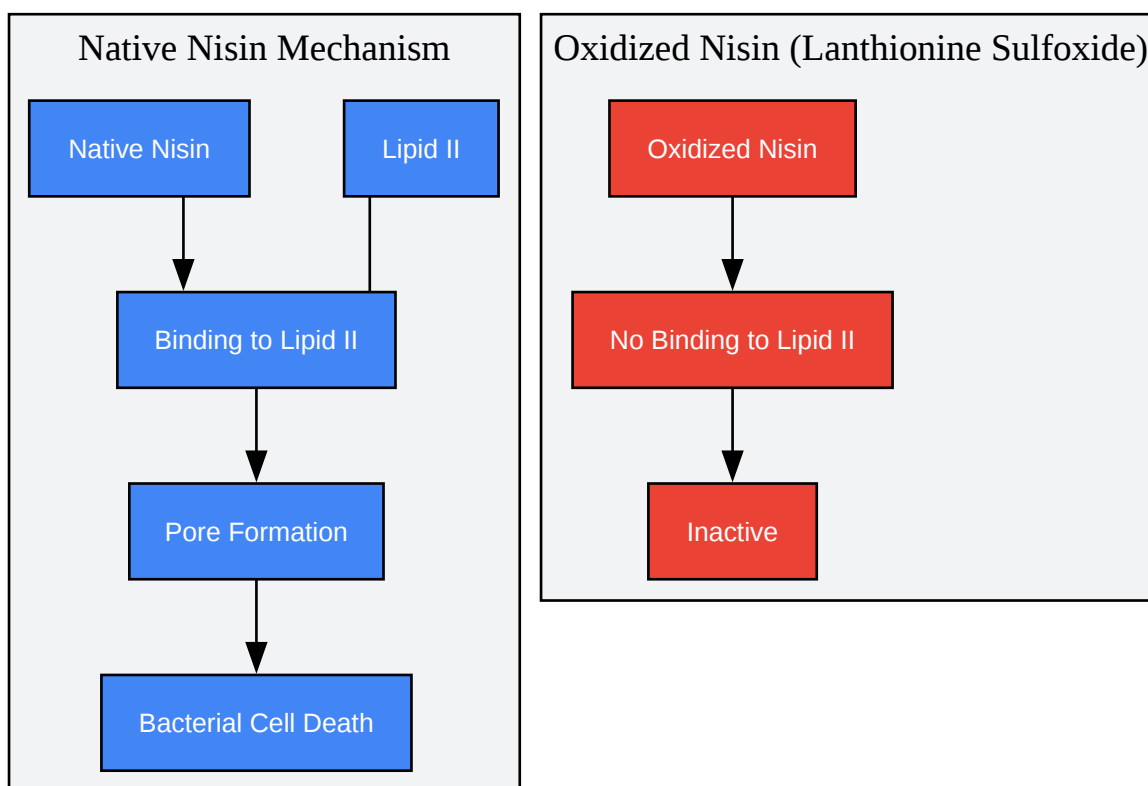 Native Nisin Mechanism
Native Nisin
Lipid II
Binding to Lipid II
Pore Formation
Bacterial Cell Death
Oxidized Nisin (Lanthionine Sulfoxide)
Oxidized Nisin
No Binding to Lipid II
Inactive